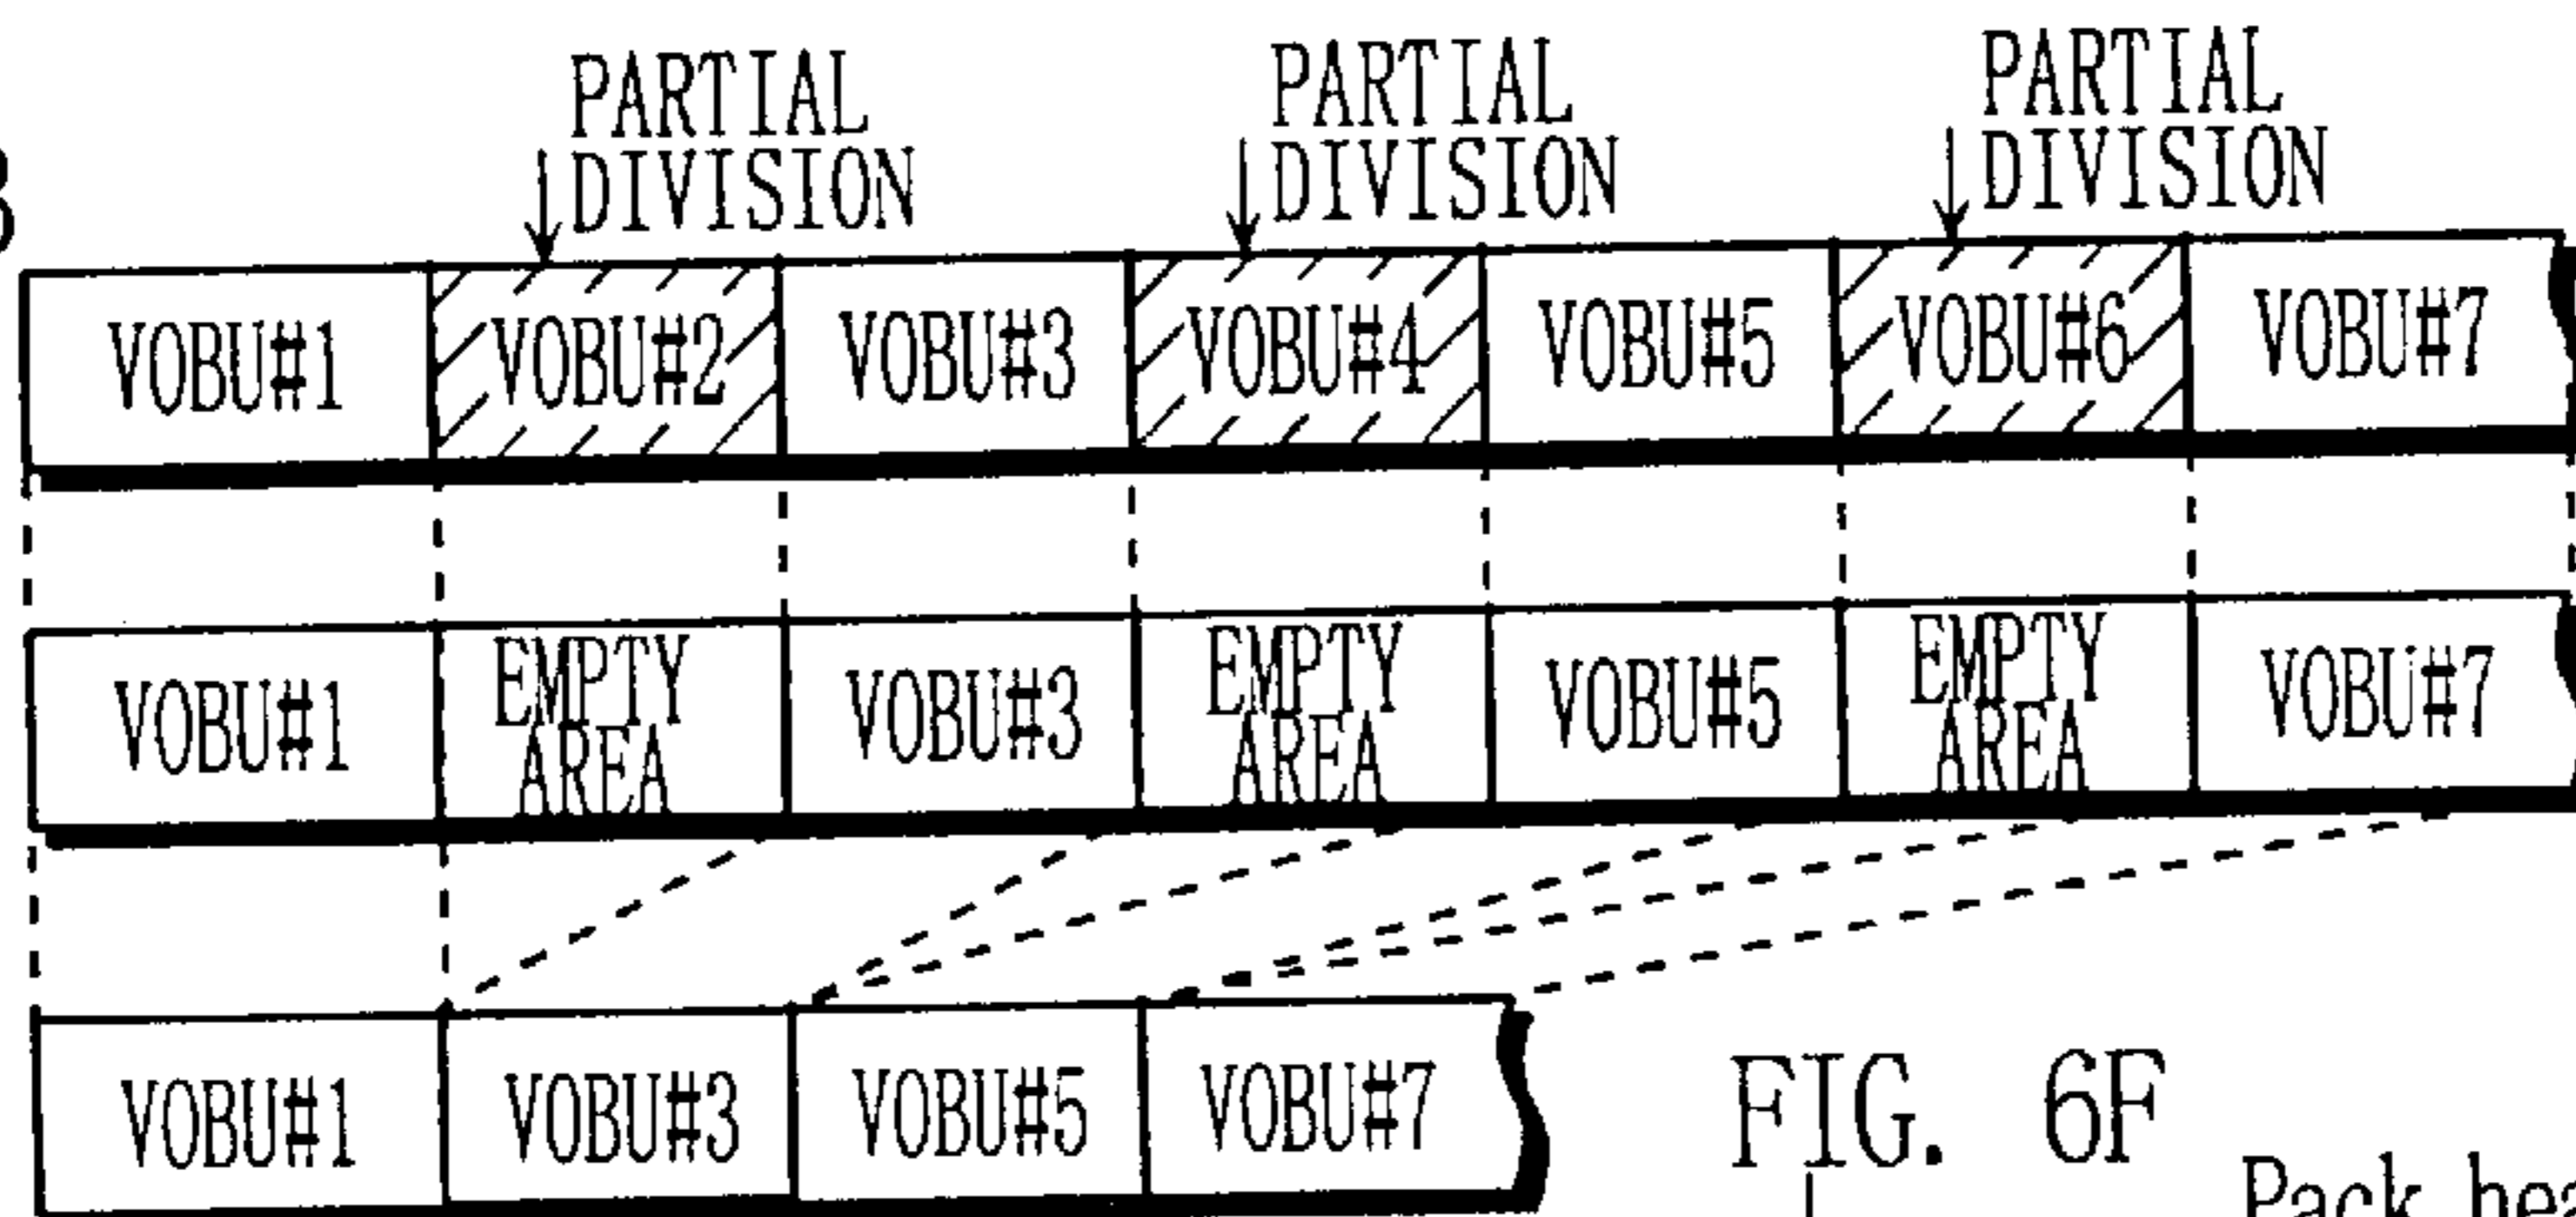 PARTIAL PARTIAL PARTIAL
DIVISION DIVISION DIVISION
VOBU#1 VOBU#2 VOBU#3 VOBU#4 VOBU#5 VOBU#6 VOBU#7
EMPTY EMPTY EMPTY
VOBU#1 VOBU#3 VOBU#5 VOBU#7
AREA AREA AREA
VOBU#1 VOBU#3 VOBU#5 VOBU#7
FIG. 6F
Pack